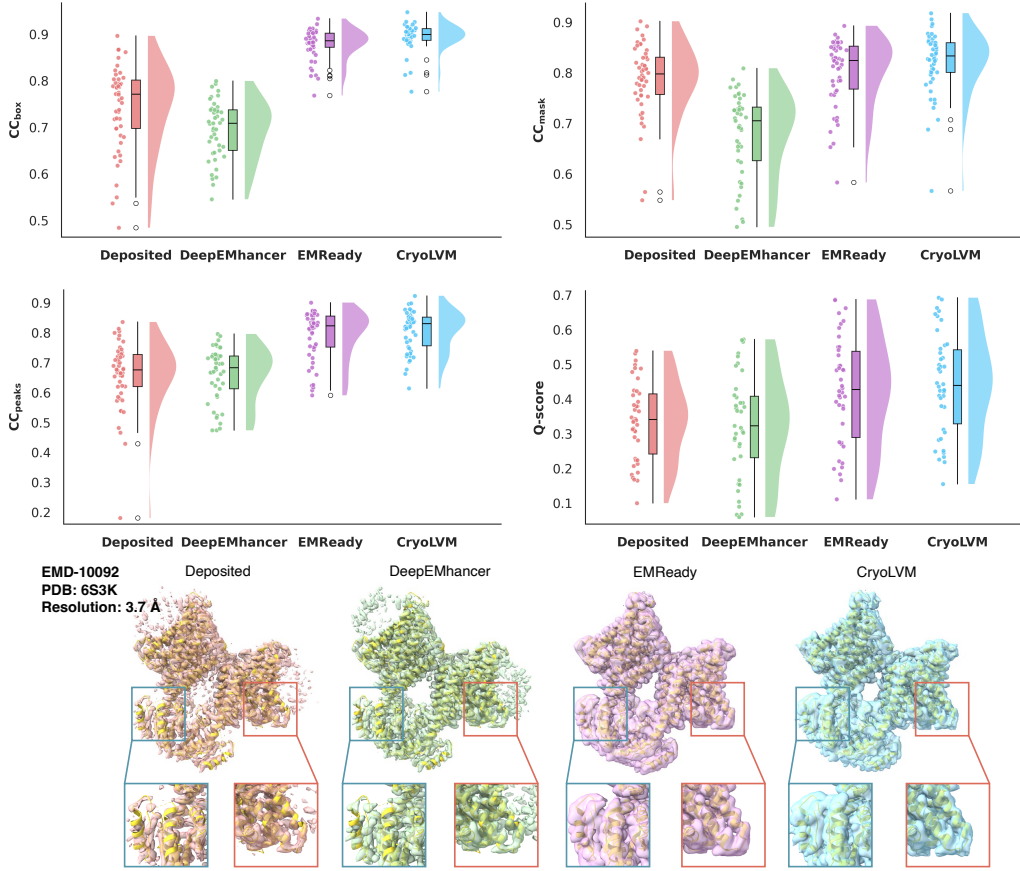 CCbox
0.9
0.8
0.7
0.6
0.5
Deposited DeepEMhancer EMReady CryoLVM
CCmask
0.9
0.8
0.7
0.6
0.5
Deposited DeepEMhancer EMReady CryoLVM
CCpeaks
0.9
0.8
0.7
0.6
0.5
0.4
0.3
0.2
Deposited DeepEMhancer EMReady CryoLVM
Q-score
0.7
0.6
0.5
0.4
0.3
0.2
0.1
Deposited DeepEMhancer EMReady CryoLVM
EMD-10092
PDB: 6S3K
Resolution: 3.7 Å
Deposited DeepEMhancer EMReady CryoLVM